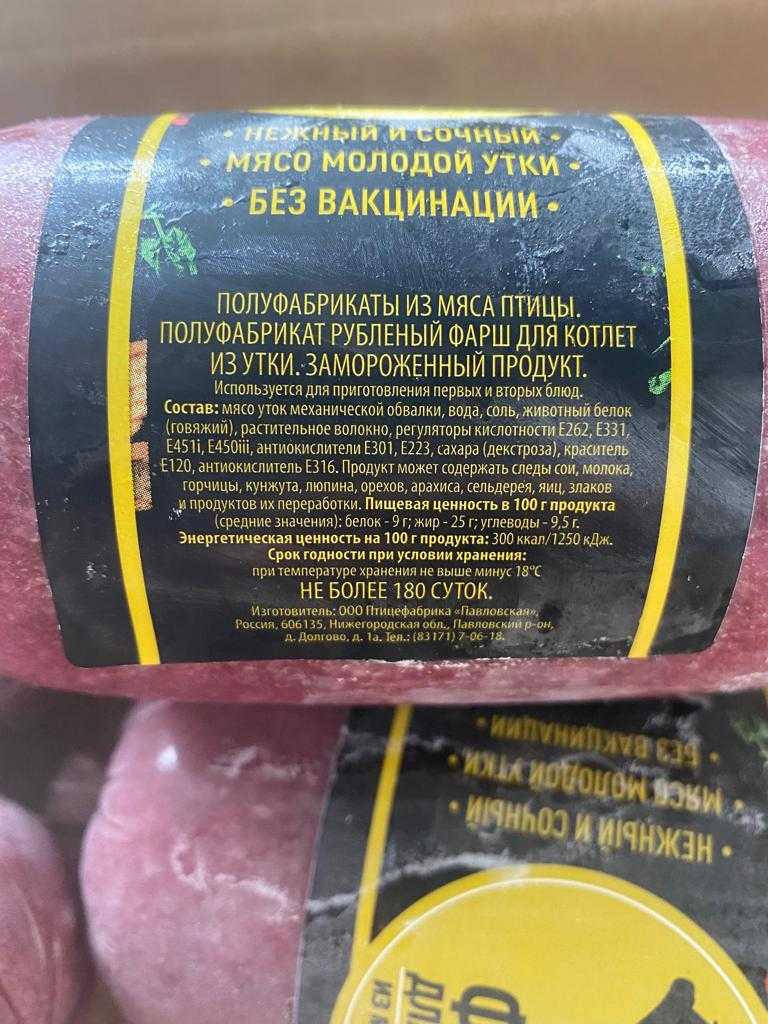 • НЕЖНЫЙ И СОЧНЫЙ •
• МЯСО МОЛОДОЙ УТКИ •
• БЕЗ ВАКЦИНАЦИИ •
ПОЛУФАБРИКАТЫ ИЗ МЯСА ПТИЦЫ.
ПОЛУФАБРИКАТ РУБЛЕНЫЙ ФАРШ ДЛЯ КОТЛЕТ
ИЗ УТКИ. ЗАМОРОЖЕННЫЙ ПРОДУКТ.
Используется для приготовления первых и вторых блюд.
Состав: мясо уток механической обвалки, вода, соль, животный белок
(говяжий), растительное волокно, регуляторы кислотности Е262, Е331,
Е451i, Е450iii, антиокислители Е301, Е223, сахара (декстроза), краситель
Е120, антиокислитель Е316. Продукт может содержать следы сои, молока,
горчицы, кунжута, люпина, орехов, арахиса, сельдерея, яиц, злаков
и продуктов их переработки. Пищевая ценность в 100 г продукта
(средние значения): белок - 9 г; жир - 25 г; углеводы - 9,5 г.
Энергетическая ценность на 100 г продукта: 300 ккал/1250 кДж.
Срок годности при условии хранения:
при температуре хранения не выше минус 18°С
НЕ БОЛЕЕ 180 СУТОК.
Изготовитель: ООО Птицефабрика «Павловская»,
Россия, 606135, Нижегородская обл., Павловский р-он,
д. Долгово, д. 1а. Тел.: (83171) 7-06-18.
• НЕЖНЫЙ И СОЧНЫЙ •
• МЯСО МОЛОДОЙ УТКИ •
• БЕЗ ВАКЦИНАЦИИ •